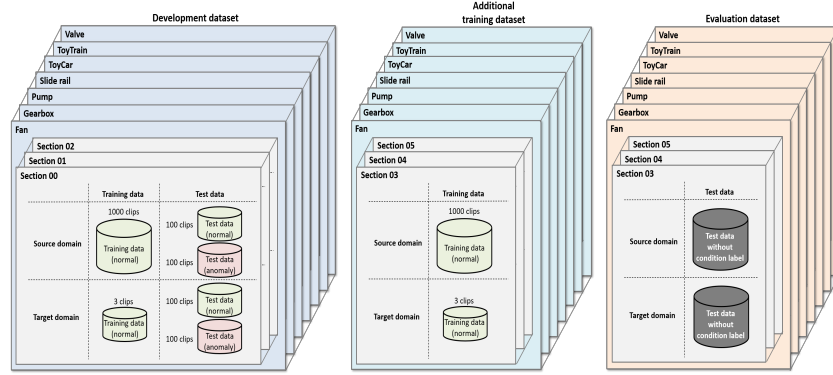 Development dataset
Valve
ToyTrain
ToyCar
Slide rail
Pump
Gearbox
Fan
Section 02
Section 01
Section 00
Training data
Test data
Source domain
1000 clips
Training data
(normal)
100 clips
Test data
(normal)
100 clips
Test data
(anomaly)
Target domain
3 clips
Training data
(normal)
100 clips
Test data
(normal)
100 clips
Test data
(anomaly)
Additional
training dataset
Valve
ToyTrain
ToyCar
Slide rail
Pump
Gearbox
Fan
Section 05
Section 04
Section 03
Training data
Source domain
1000 clips
Training data
(normal)
Target domain
3 clips
Training data
(normal)
Evaluation dataset
Valve
ToyTrain
ToyCar
Slide rail
Pump
Gearbox
Fan
Section 05
Section 04
Section 03
Test data
Source domain
Test data
without
condition label
Target domain
Test data
without
condition label